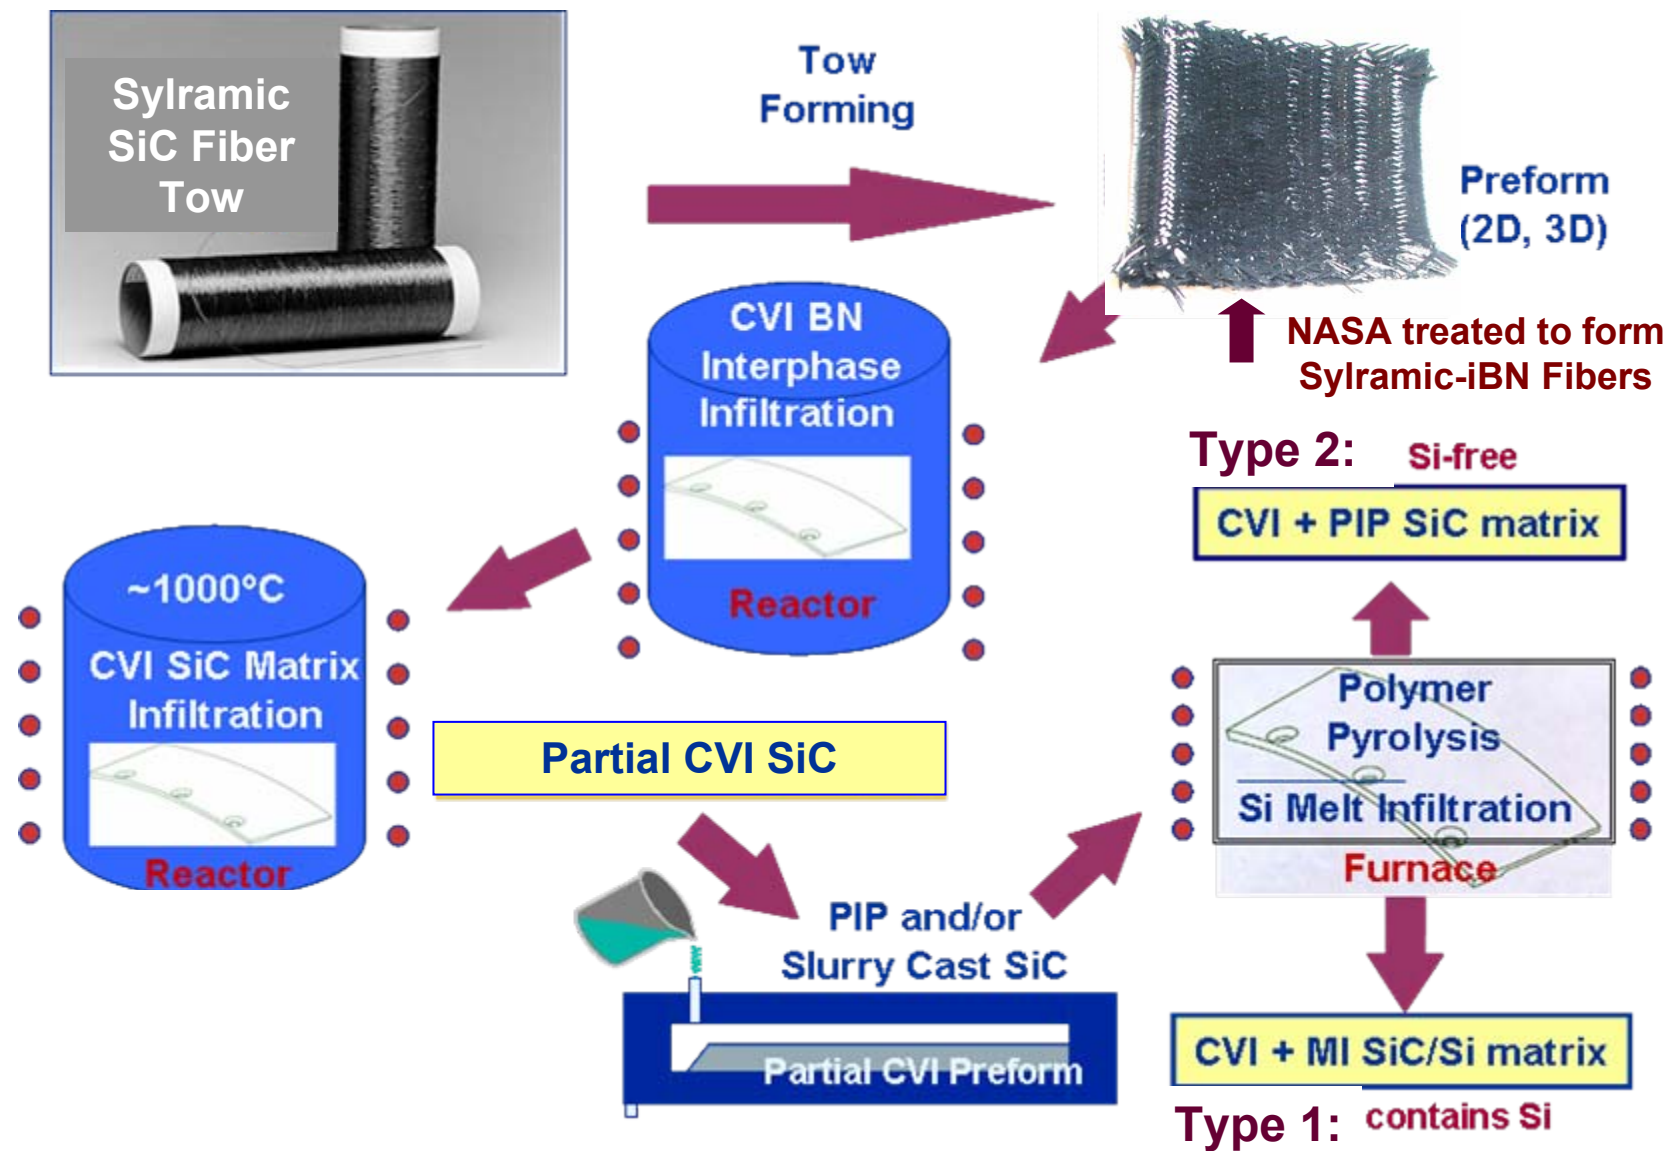 Sylramic
SiC Fiber
Tow
Tow
Forming
Preform
(2D, 3D)
NASA treated to form
Sylramic-iBN Fibers
CVI BN
Interphase
Infiltration
Reactor
~1000°C
CVI SiC Matrix
Infiltration
Reactor
Partial CVI SiC
PIP and/or
Slurry Cast SiC
Partial CVI Preform
Type 2: Si-free
CVI + PIP SiC matrix
Polymer
Pyrolysis
Si Melt Infiltration
Furnace
CVI + MI SiC/Si matrix
Type 1: contains Si